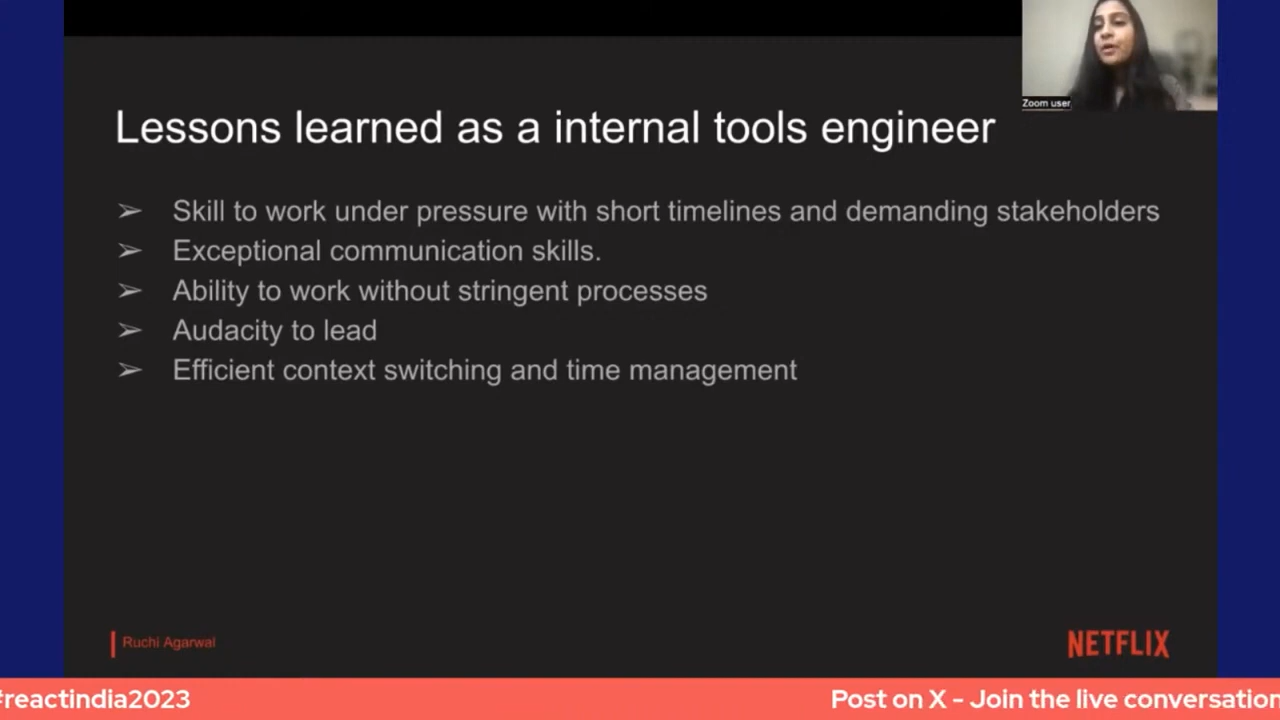 Zoom user
Lessons learned as a internal tools engineer
➢ Skill to work under pressure with short timelines and demanding stakeholders
➢ Exceptional communication skills.
➢ Ability to work without stringent processes
➢ Audacity to lead
➢ Efficient context switching and time management
Ruchi Agarwal
NETFLIX
#reactindia2023
Post on X - Join the live conversation